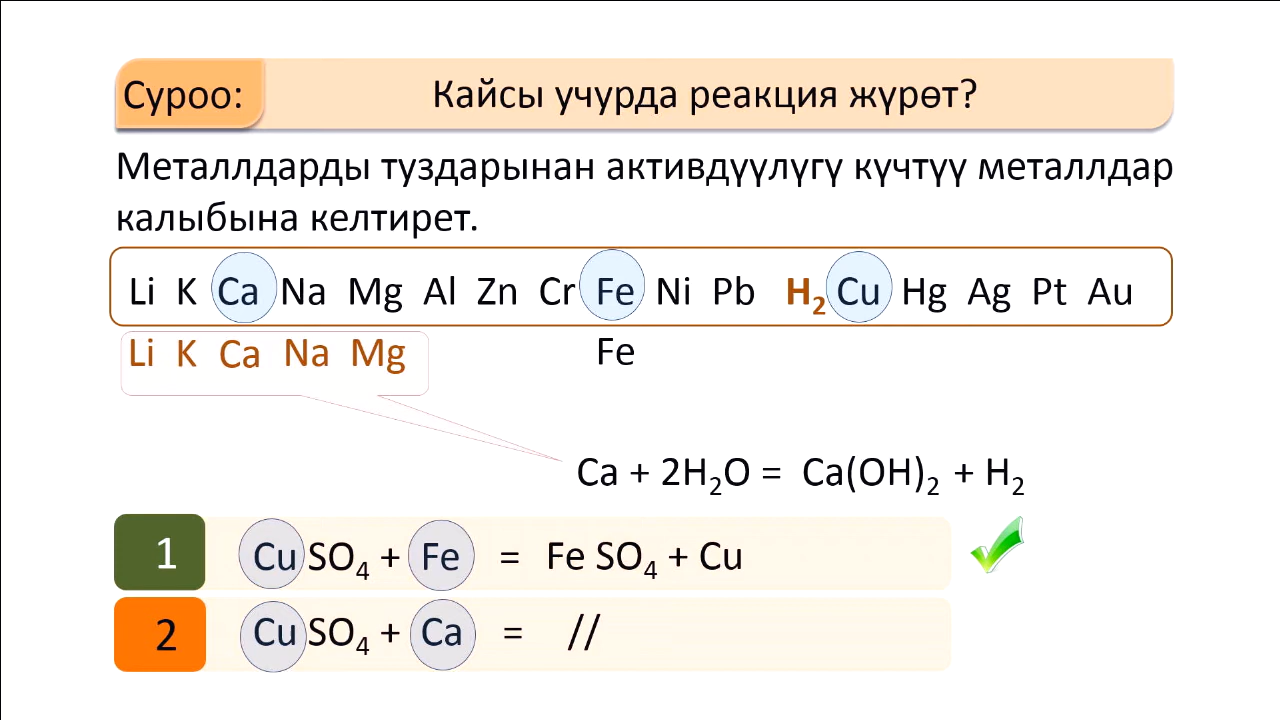 Суроо: Кайсы учурда реакция жүрөт?
Металлдарды туздарынан активдүүлүгү күчтүү металлдар
калыбына келтирет.
Li K Ca Na Mg Al Zn Cr Fe Ni Pb H₂ Cu Hg Ag Pt Au
Li K Ca Na Mg Fe
Ca + 2H₂O = Ca(OH)₂ + H₂
1 CuSO₄ + Fe = Fe SO₄ + Cu
2 CuSO₄ + Ca = //